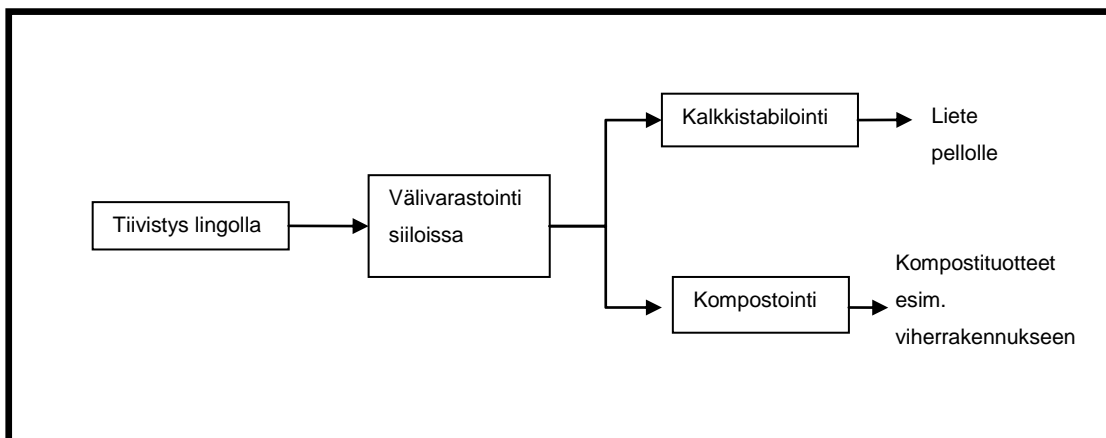 Tiivistys lingolla
Välivarastointi
siiloissa
Kalkkistabilointi
Liete
pellolle
Kompostointi
Kompostituotteet
esim.
viherrakennukseen